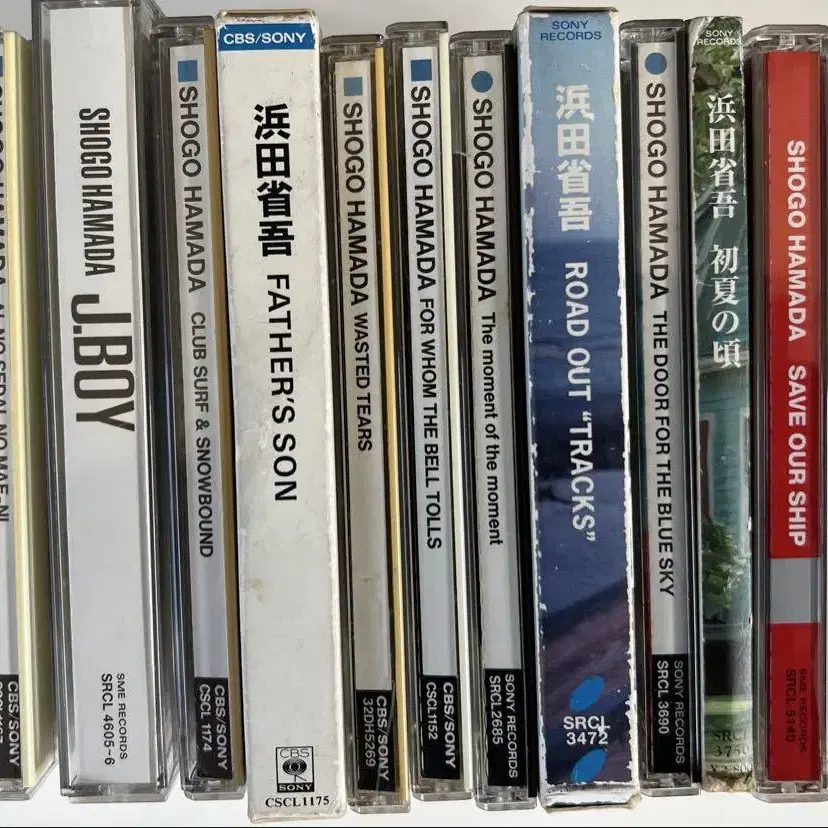 SHOGO HAMADA
J.BOY
SME RECORDS
SRCL 4605~6
SHOGO HAMADA CLUB SURF & SNOWBOUND
CBS/SONY
CSCL 1174
CBS/SONY
浜田省吾 FATHER'S SON
CBS
SONY
CSCL1175
SHOGO HAMADA WASTED TEARS
CBS/SONY
32DH5269
SHOGO HAMADA FOR WHOM THE BELL TOLLS
CBS/SONY
CSCL1152
SHOGO HAMADA The moment of the moment
SONY RECORDS
SRCL2685
SONY
RECORDS
浜田省吾 ROAD OUT "TRACKS"
SRCL
3472
SHOGO HAMADA THE DOOR FOR THE BLUE SKY
SONY RECORDS
SRCL 3690
SONY
RECORDS
浜田省吾 初夏の頃
SHOGO HAMADA SAVE OUR SHIP
SME RECORDS